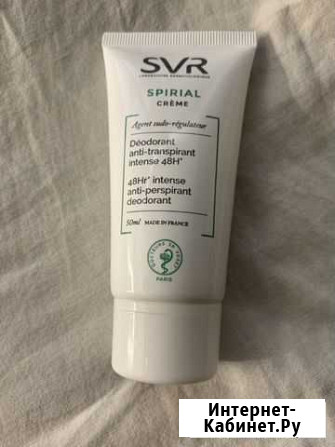 SVR
LABORATOIRE DERMATOLOGIQUE
SPIRIAL
CRÈME
Agent sudo-régulateur
Déodorant
anti-transpirant
intense 48H*
48Hr* intense
anti-perspirant
deodorant
50ml MADE IN FRANCE
PARIS
Интернет-
Кабинет.Ру